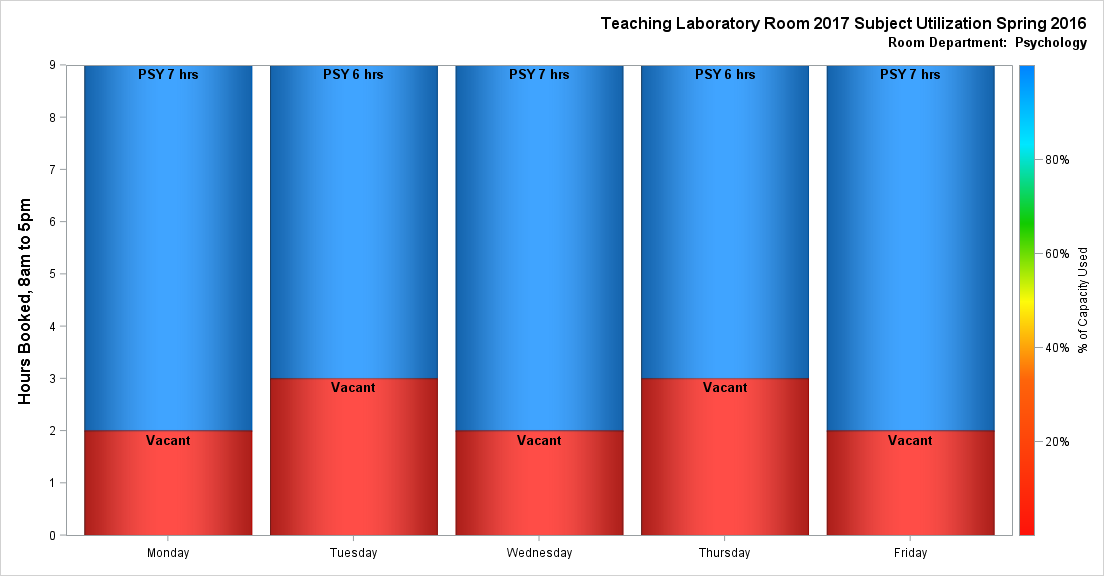 Teaching Laboratory Room 2017 Subject Utilization Spring 2016
Room Department:  Psychology
Hours Booked, 8am to 5pm
9
8
7
6
5
4
3
2
1
0
PSY 7 hrs
PSY 6 hrs
PSY 7 hrs
PSY 6 hrs
PSY 7 hrs
Vacant
Vacant
Vacant
Vacant
Vacant
Monday
Tuesday
Wednesday
Thursday
Friday
80%
60%
40%
20%
% of Capacity Used